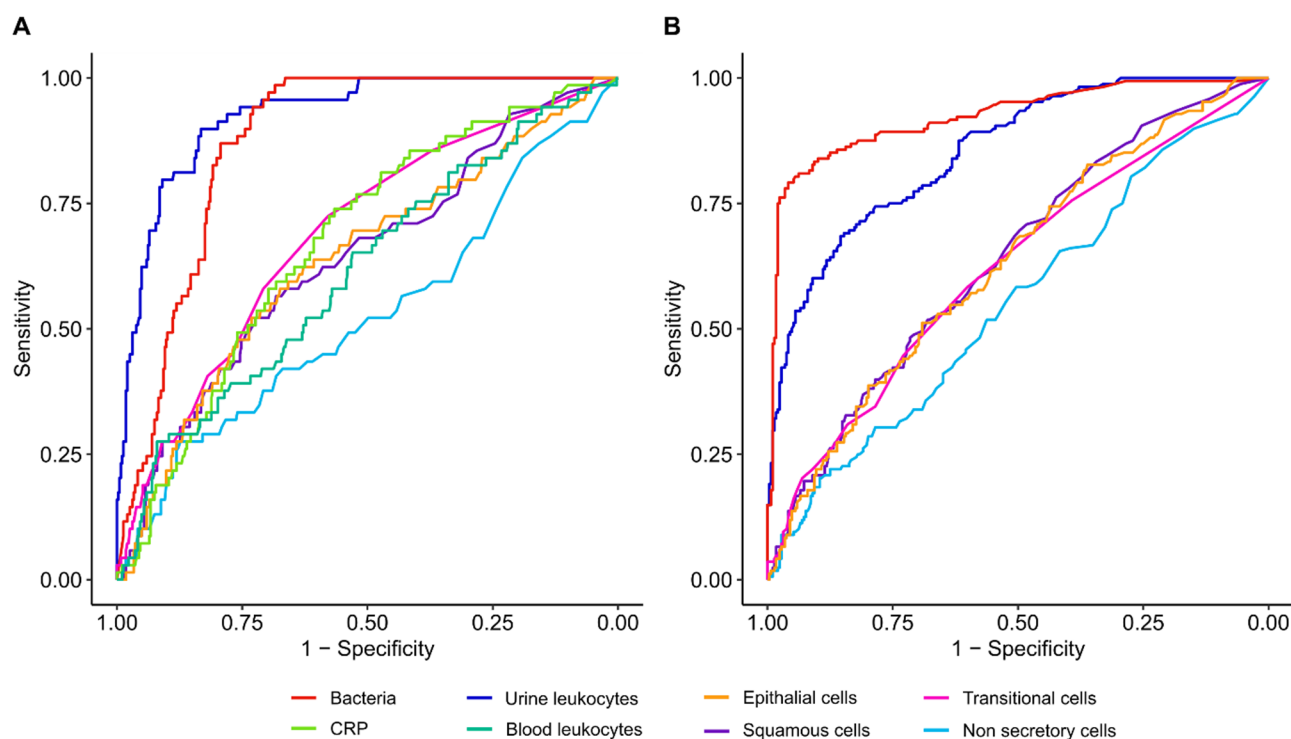 A
B
1.00
0.75
0.50
0.25
0.00
Sensitivity
1.00 0.75 0.50 0.25 0.00
1 − Specificity
1.00
0.75
0.50
0.25
0.00
Sensitivity
1.00 0.75 0.50 0.25 0.00
1 − Specificity
Bacteria Urine leukocytes Epithalial cells Transitional cells
CRP Blood leukocytes Squamous cells Non secretory cells